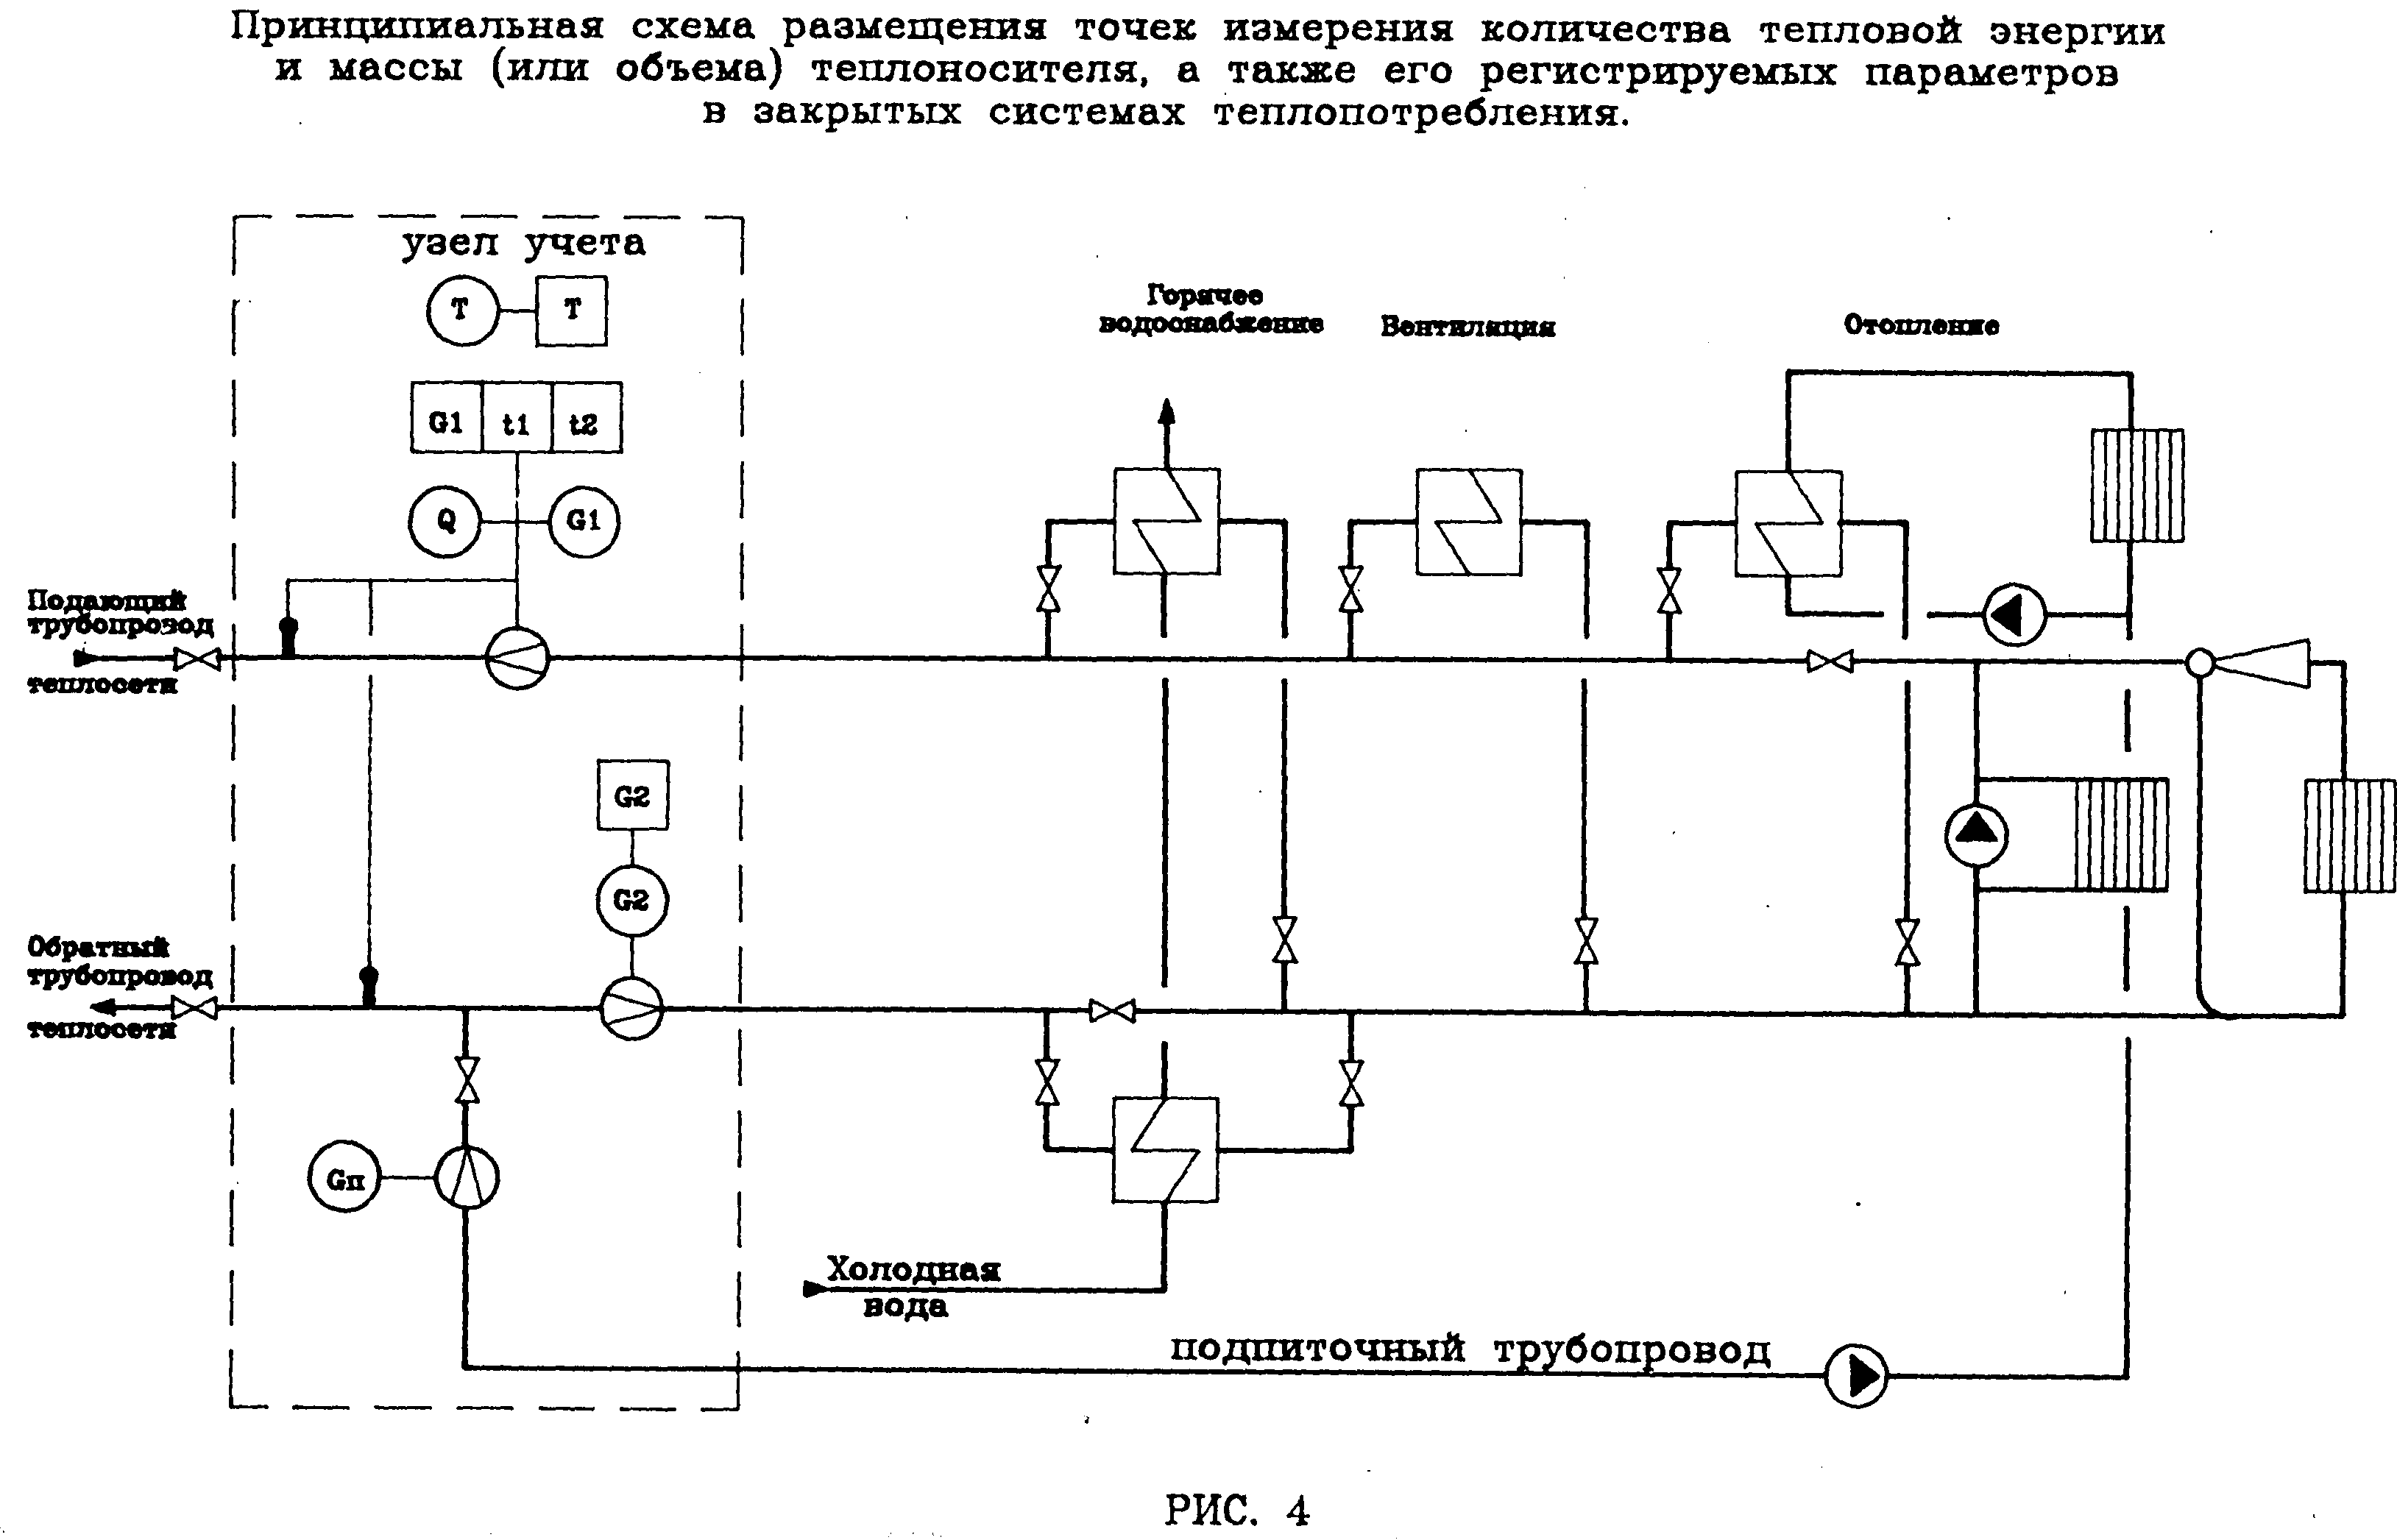 Принципиальная схема размещения точек измерения количества тепловой энергии
и массы (или объема) теплоносителя, а также его регистрируемых параметров
в закрытых системах теплопотребления.
узел учета
T T
G1 t1 t2
Q G1
Горячее
водоснабжение
Вентиляция
Отопление
Подающий
трубопровод
теплосети
G2
G2
Обратный
трубопровод
теплосети
Gп
Холодная
вода
подпиточный трубопровод
РИС. 4